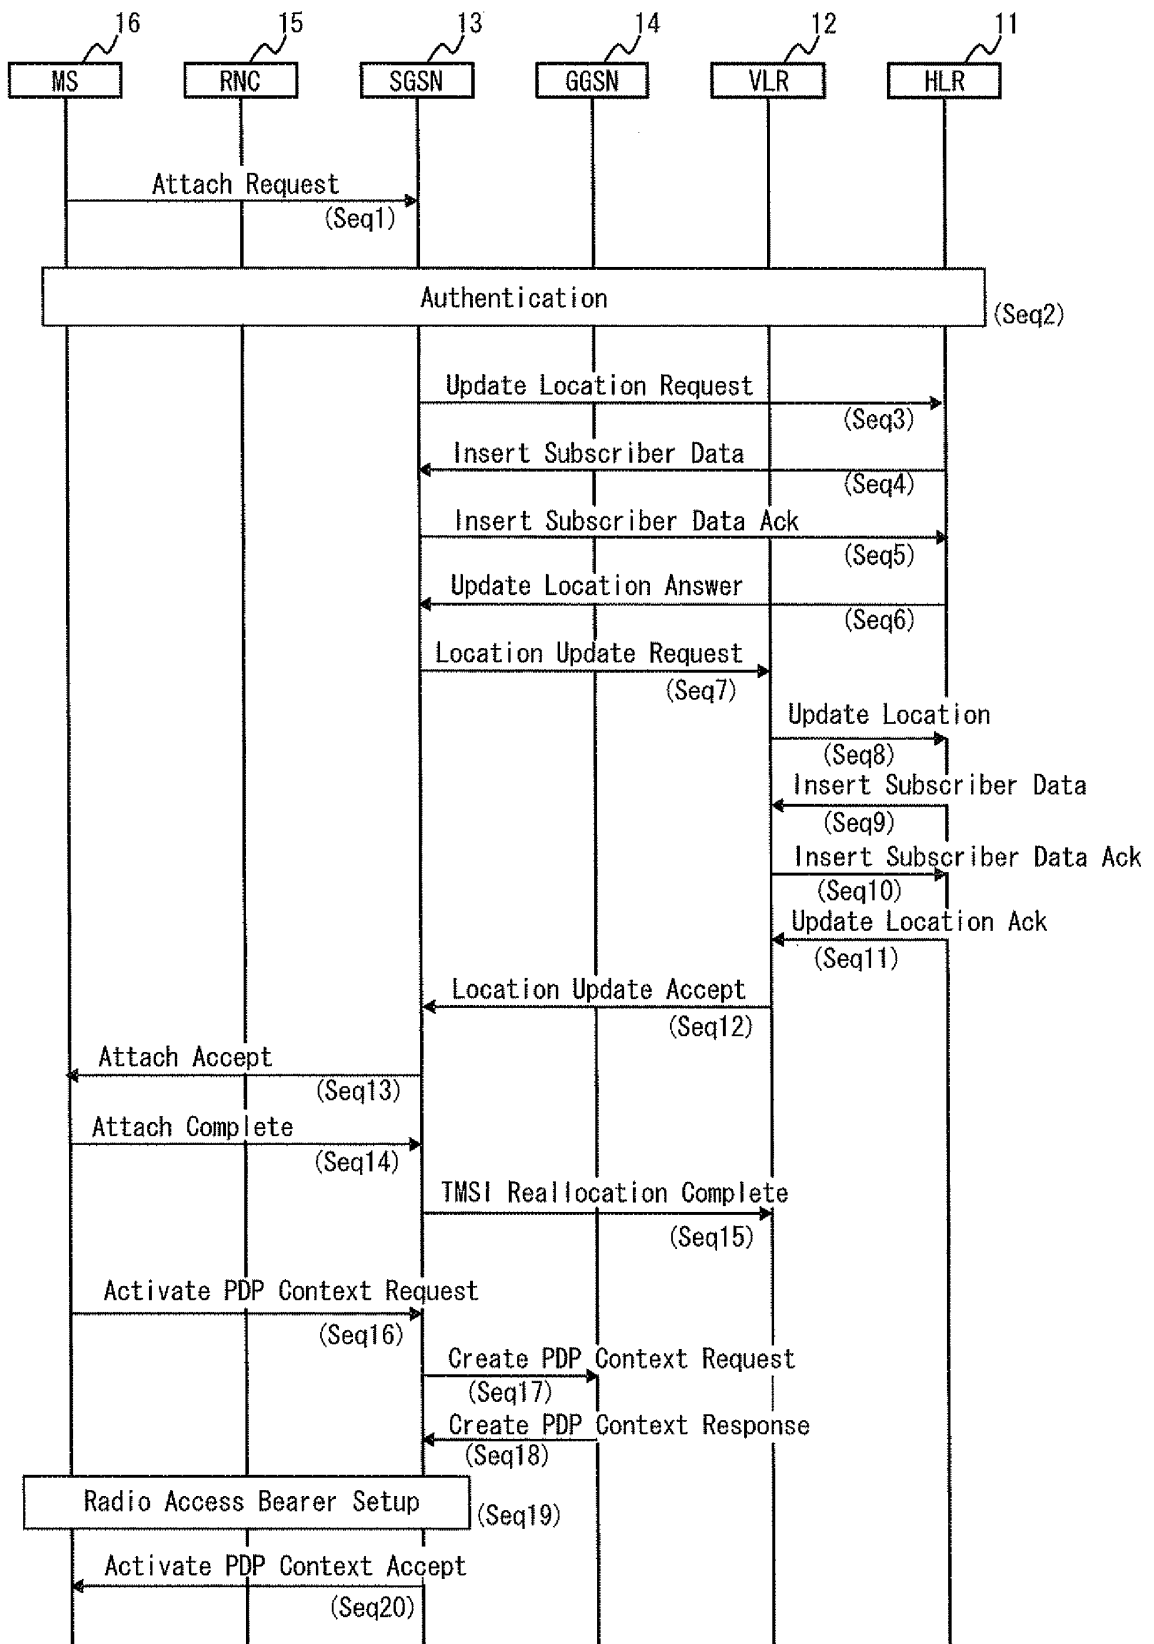 16 15 13 14 12 11
MS RNC SGSN GGSN VLR HLR
Attach Request
(Seq1)
Authentication
(Seq2)
Update Location Request
(Seq3)
Insert Subscriber Data
(Seq4)
Insert Subscriber Data Ack
(Seq5)
Update Location Answer
(Seq6)
Location Update Request
(Seq7)
Update Location
(Seq8)
Insert Subscriber Data
(Seq9)
Insert Subscriber Data Ack
(Seq10)
Update Location Ack
(Seq11)
Location Update Accept
(Seq12)
Attach Accept
(Seq13)
Attach Complete
(Seq14)
TMSI Reallocation Complete
(Seq15)
Activate PDP Context Request
(Seq16)
Create PDP Context Request
(Seq17)
Create PDP Context Response
(Seq18)
Radio Access Bearer Setup
(Seq19)
Activate PDP Context Accept
(Seq20)